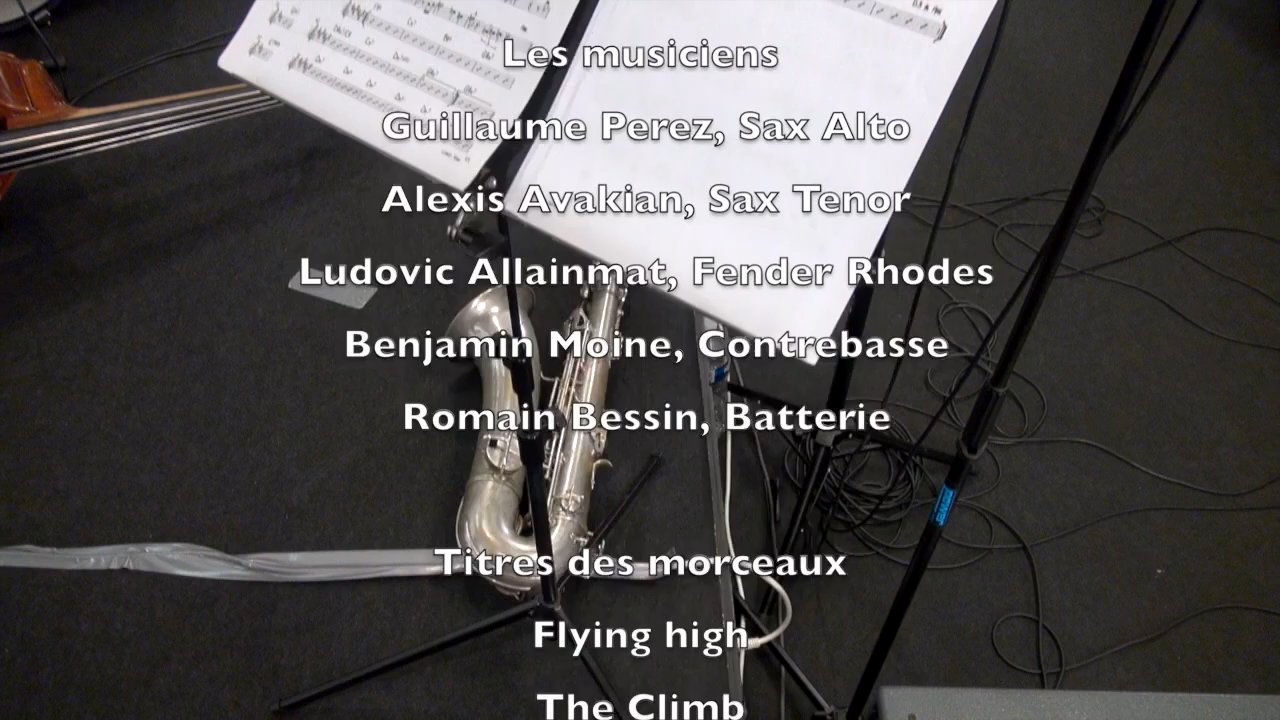 Les musiciens
Guillaume Perez, Sax Alto
Alexis Avakian, Sax Tenor
Ludovic Allainmat, Fender Rhodes
Benjamin Moine, Contrebasse
Romain Bessin, Batterie
Titres des morceaux
Flying high
The Climb